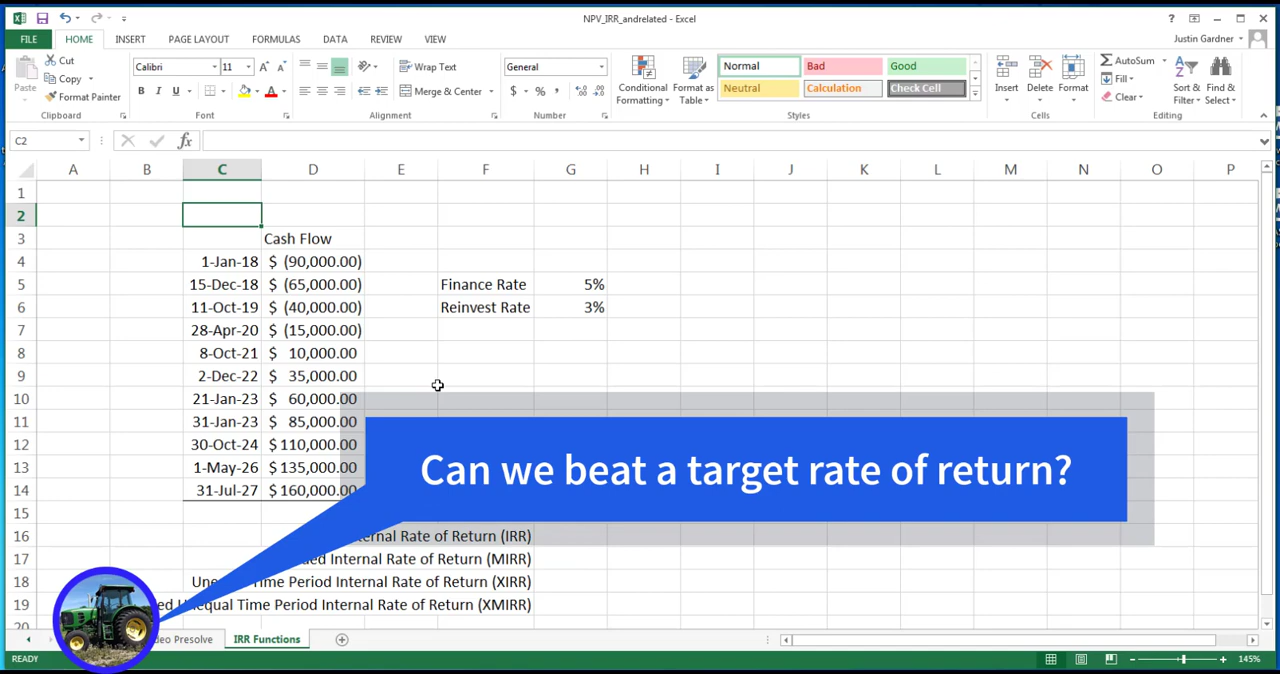 NPV_IRR_andrelated - Excel
FILE HOME INSERT PAGE LAYOUT FORMULAS DATA REVIEW VIEW
Justin Gardner
Paste
Cut
Copy
Format Painter
Clipboard
Calibri 11
B I U
Font
Wrap Text
Merge & Center
Alignment
General
$ % ,
Number
Conditional Formatting
Format as Table
Normal Bad Good
Neutral Calculation Check Cell
Styles
Insert Delete Format
Cells
AutoSum
Fill
Clear
Sort & Filter
Find & Select
Editing
C2
fx
A B C D E F G H I J K L M N O P
1
2
3 Cash Flow
4 1-Jan-18 $ (90,000.00)
5 15-Dec-18 $ (65,000.00) Finance Rate 5%
6 11-Oct-19 $ (40,000.00) Reinvest Rate 3%
7 28-Apr-20 $ (15,000.00)
8 8-Oct-21 $ 10,000.00
9 2-Dec-22 $ 35,000.00
10 21-Jan-23 $ 60,000.00
11 31-Jan-23 $ 85,000.00
12 30-Oct-24 $ 110,000.00
13 1-May-26 $ 135,000.00
14 31-Jul-27 $ 160,000.00
Can we beat a target rate of return?
15
16 Rate of Return (IRR)
17 Internal Rate of Return (MIRR)
18 Time Period Internal Rate of Return (XIRR)
19 Unequal Time Period Internal Rate of Return (XMIRR)
20
Presolve IRR Functions
READY
145%